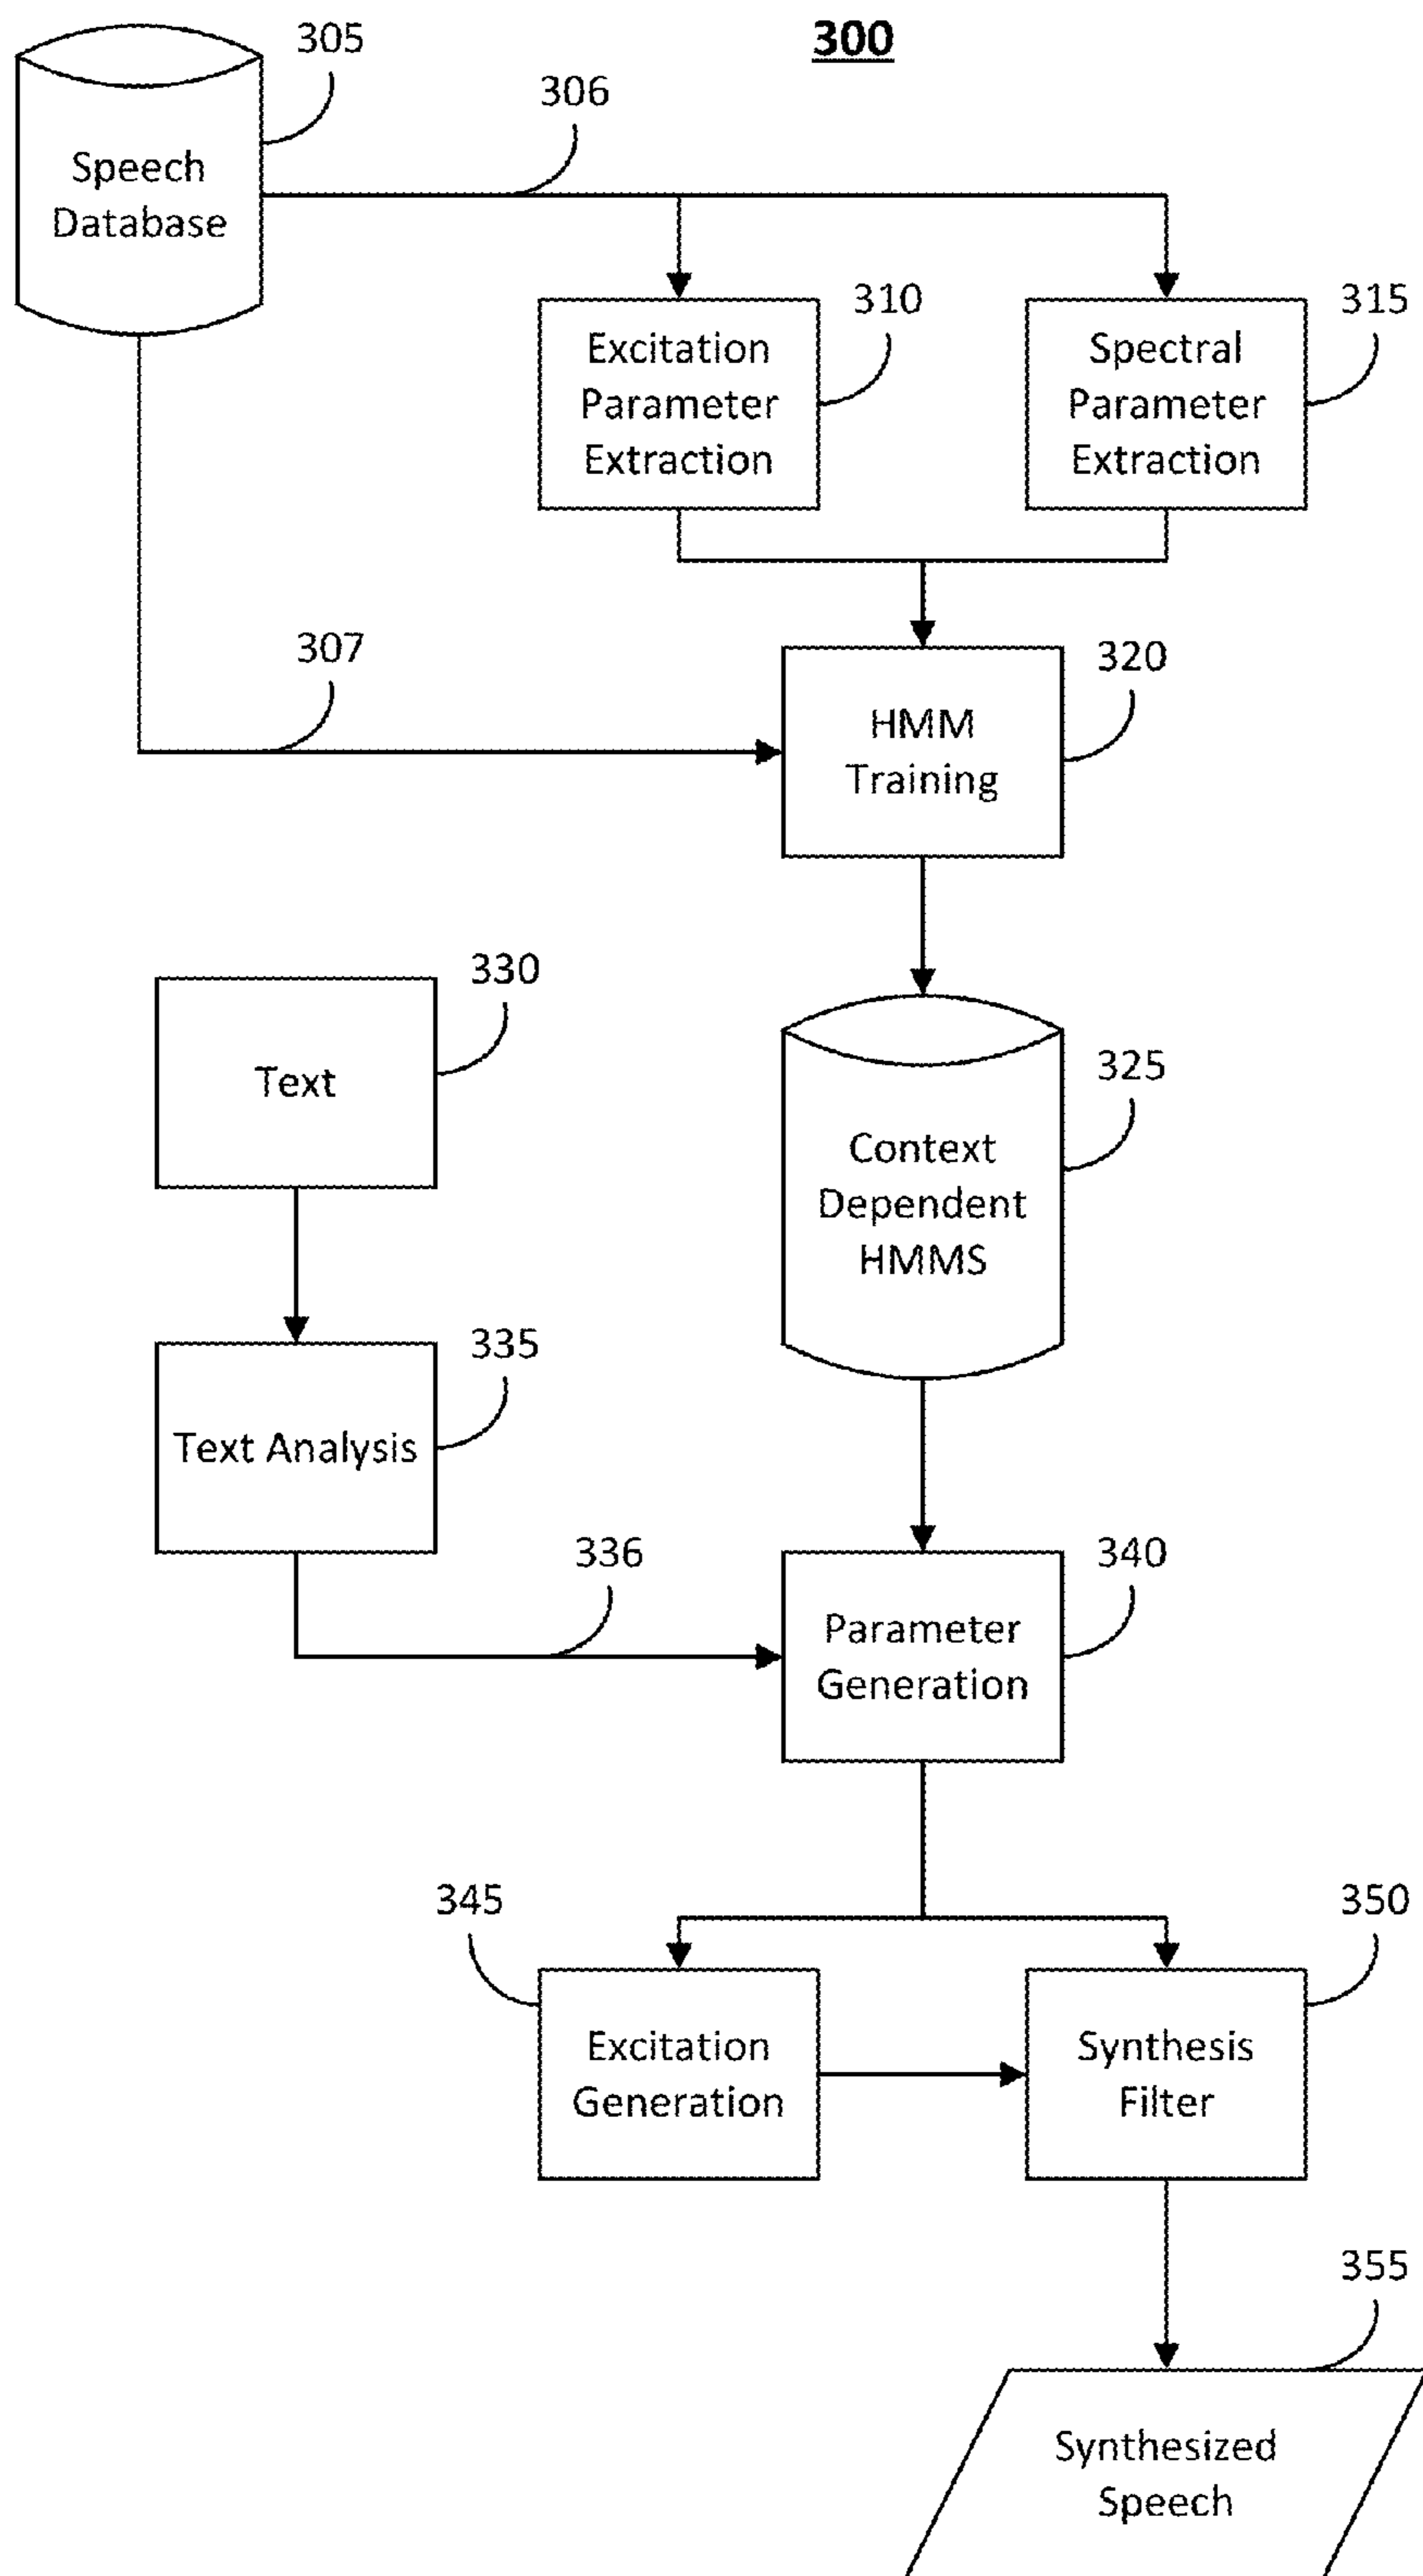 300
305
306
Speech
Database
310
315
Excitation
Parameter
Extraction
Spectral
Parameter
Extraction
307
320
HMM
Training
330
Text
325
Context
Dependent
HMMS
335
Text Analysis
336
340
Parameter
Generation
345
350
Excitation
Generation
Synthesis
Filter
355
Synthesized
Speech